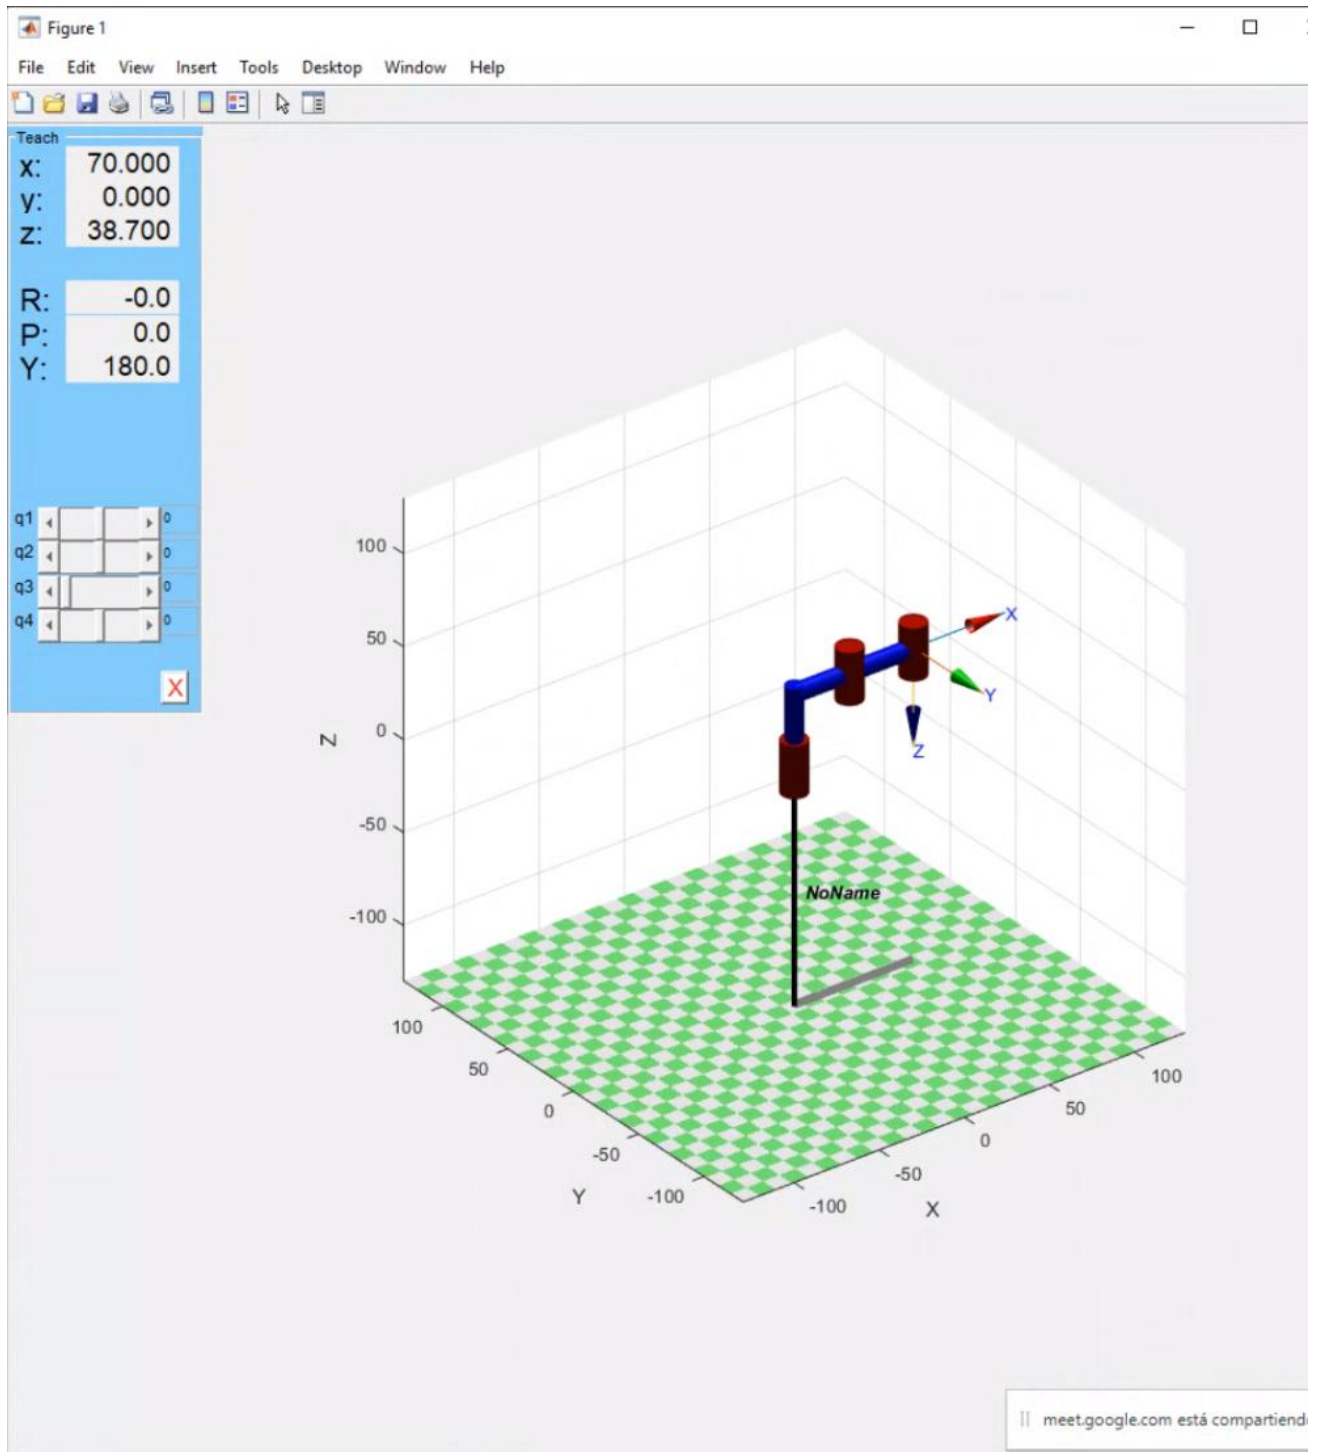 Figure 1
File Edit View Insert Tools Desktop Window Help
Teach
x: 70.000
y: 0.000
z: 38.700
R: -0.0
P: 0.0
Y: 180.0
q1 0
q2 0
q3 0
q4 0
X
100
50
0
-50
-100
Z
X
Y
Z
NoName
100
50
0
-50
-100
Y
100
50
0
-50
-100
X
meet.google.com está compartiend